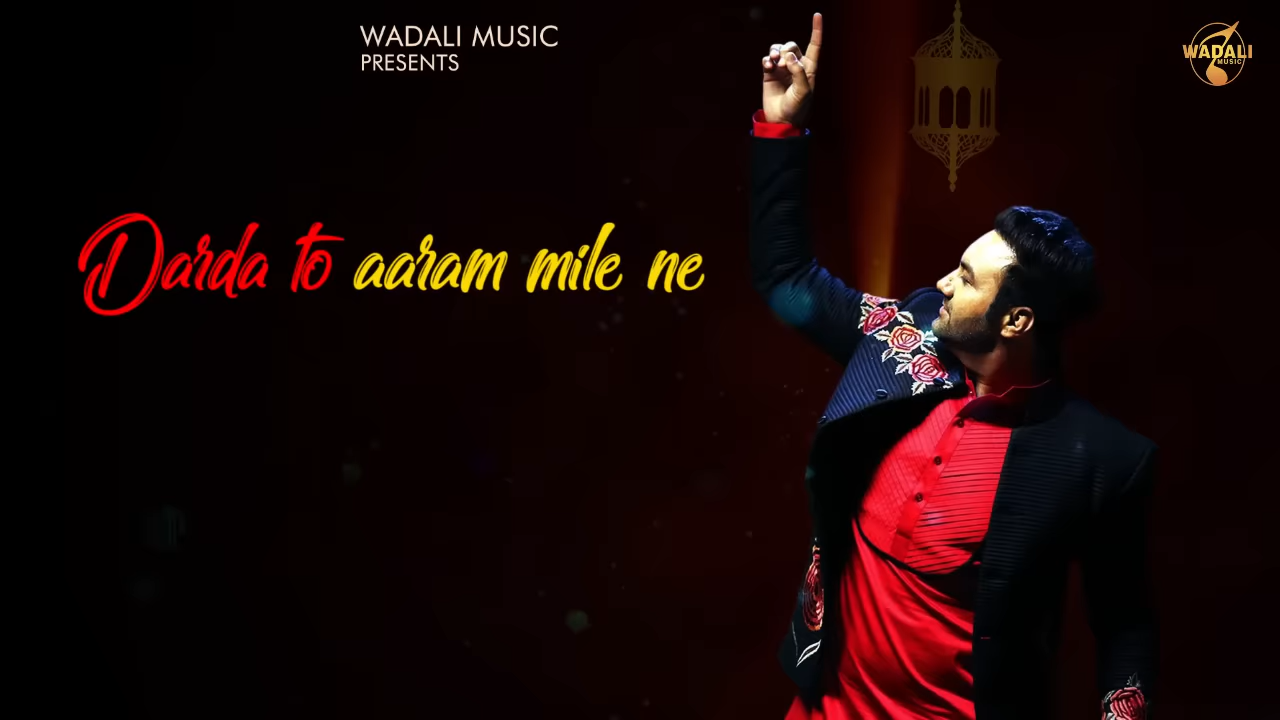 WADALI MUSIC
PRESENTS
WADALI
MUSIC
Darda to aaram mile ne